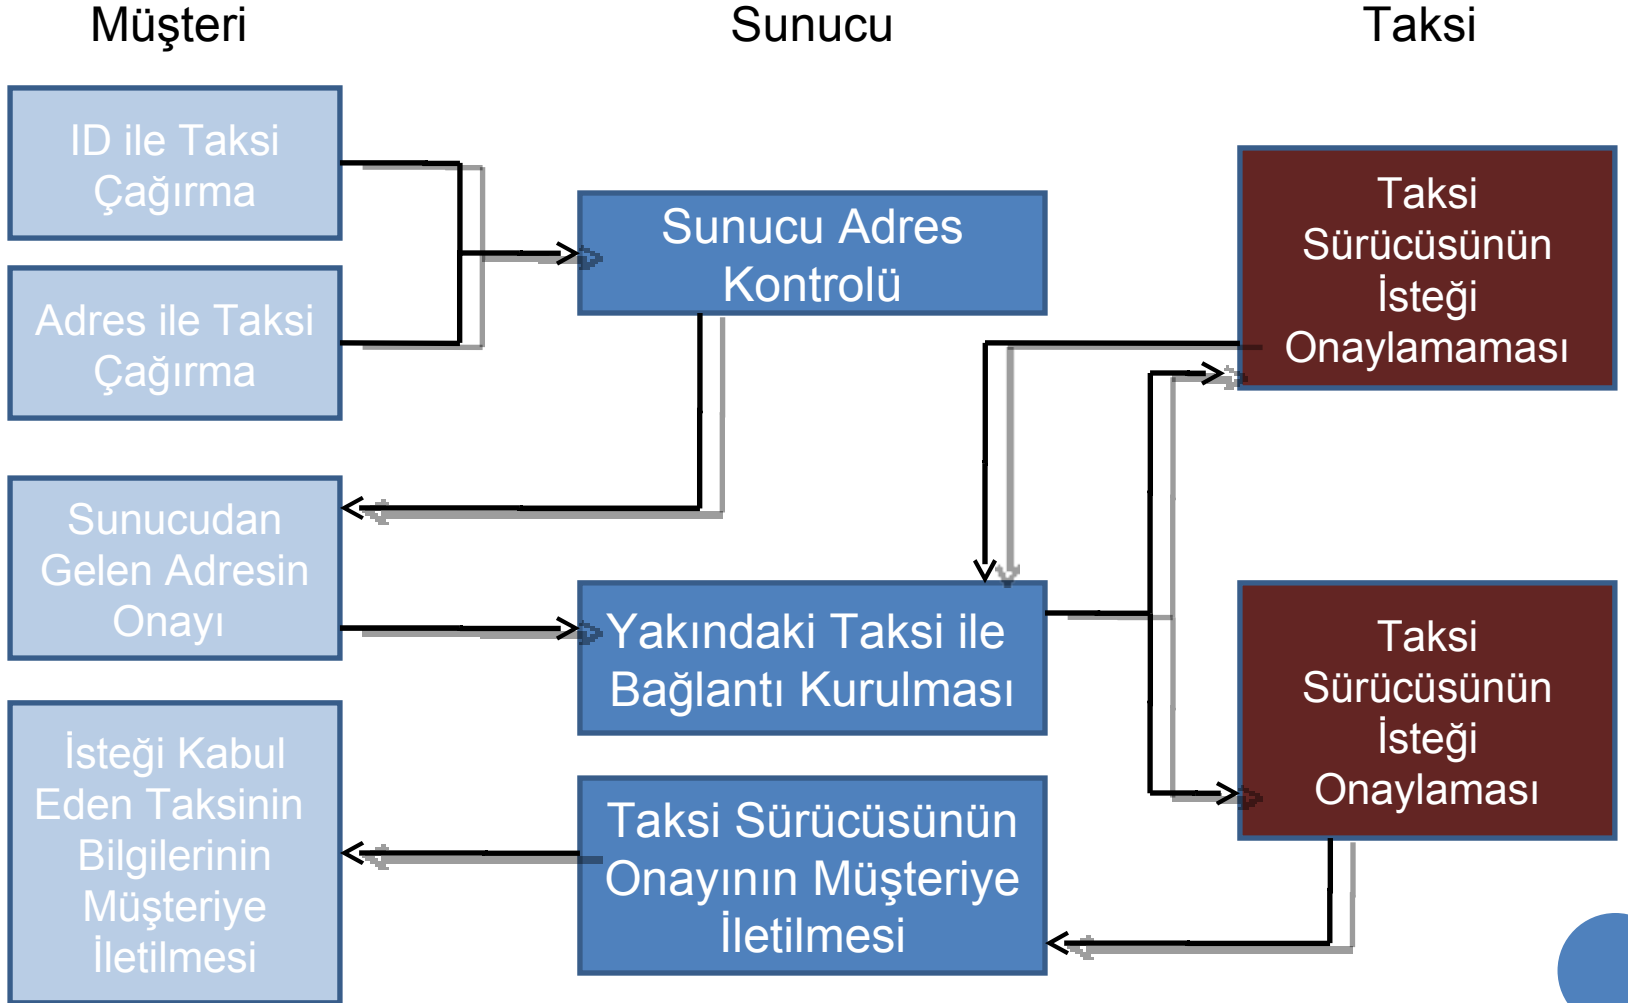 Müşteri
Sunucu
Taksi
ID ile Taksi
Çağırma
Adres ile Taksi
Çağırma
Sunucudan
Gelen Adresin
Onayı
İsteği Kabul
Eden Taksinin
Bilgilerinin
Müşteriye
İletilmesi
Sunucu Adres
Kontrolü
Yakındaki Taksi ile
Bağlantı Kurulması
Taksi Sürücüsünün
Onayının Müşteriye
İletilmesi
Taksi
Sürücüsünün
İsteği
Onaylamaması
Taksi
Sürücüsünün
İsteği
Onaylaması